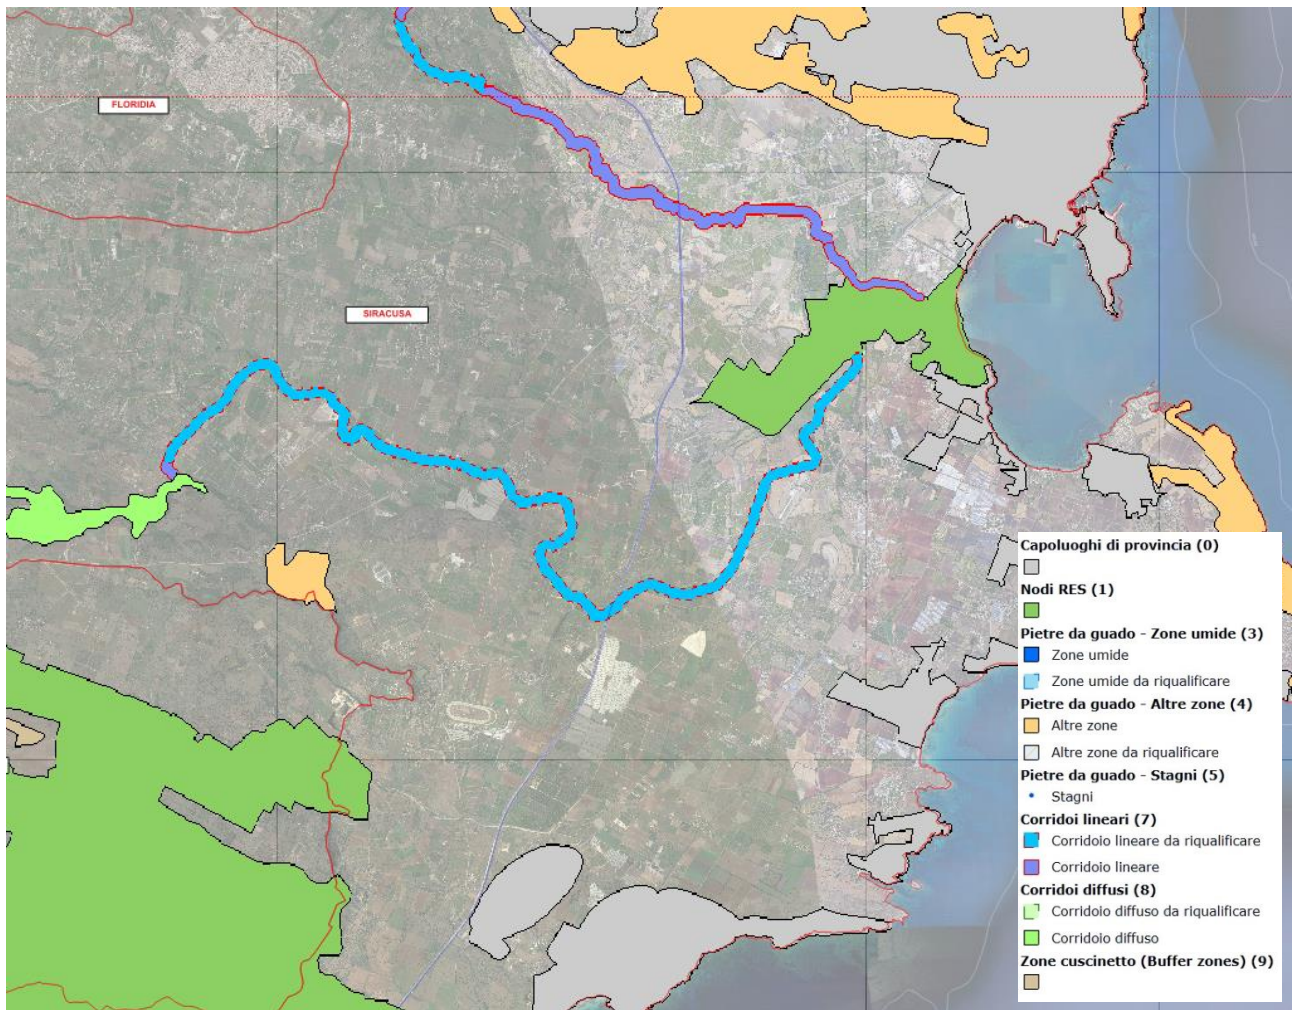 FLORIDIA
SIRACUSA
Capoluoghi di provincia (0)
Nodi RES (1)
Pietre da guado - Zone umide (3)
Zone umide
Zone umide da riqualificare
Pietre da guado - Altre zone (4)
Altre zone
Altre zone da riqualificare
Pietre da guado - Stagni (5)
Stagni
Corridoi lineari (7)
Corridoio lineare da riqualificare
Corridoio lineare
Corridoi diffusi (8)
Corridoio diffuso da riqualificare
Corridoio diffuso
Zone cuscinetto (Buffer zones) (9)